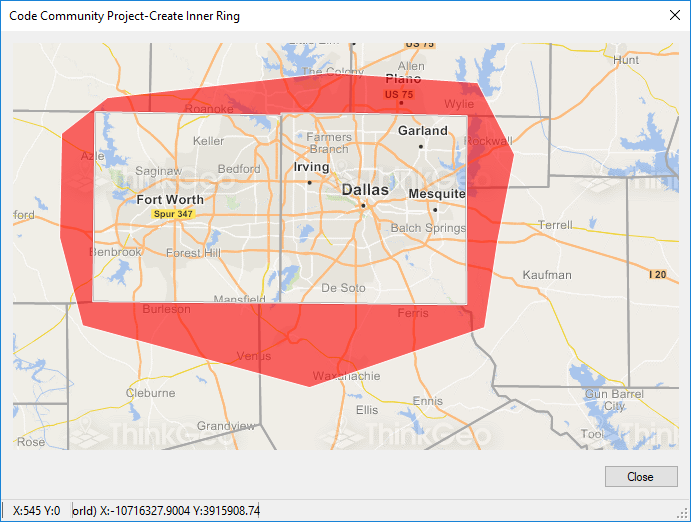 Code Community Project-Create Inner Ring
US 75
The Colony
Allen
Plano
Hunt
US 75
Roanoke
Wylie
Garland
Keller
Farmers
Branch
Rockwall
Azle
Irving
Saginaw
Bedford
ThinkGeo
ThinkGeo
Dallas
Mesquite
Fort Worth
Spur 347
ford
Balch Springs
Terrell
Benbrook
Forest Hill
Kaufman
I 20
De Soto
Mansfield
Burleson
Ferris
Venus
Waxahachie
Cleburne
Gun Barrel
City
Ellis
Ennis
Grandview
Rose
ThinkGeo
ThinkGeo
Tool
Close
X:545 Y:0
orld) X:-10716327.9004 Y:3915908.74